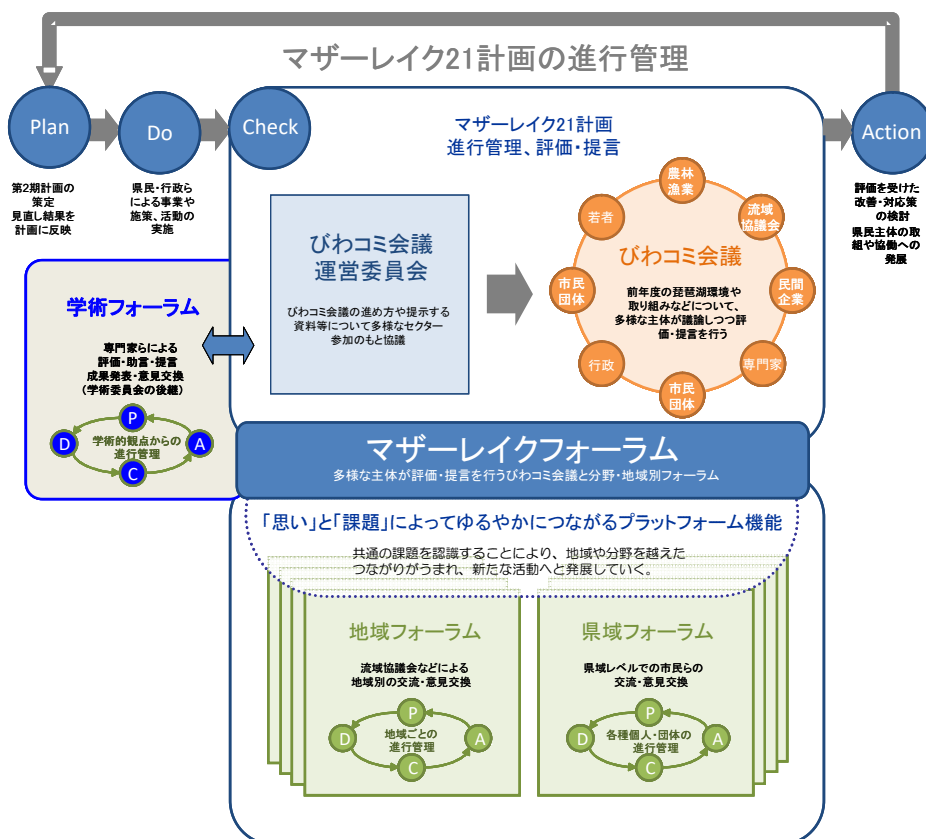 マザーレイク21計画の進行管理
Plan
Do
Check
Action
第2期計画の
策定
見直し結果を
計画に反映
県民・行政ら
による事業や
施策、活動の
実施
マザーレイク21計画
進行管理、評価・提言
評価を受けた
改善・対応策
の検討
県民主体の取
組や協働への
発展
びわコミ会議
運営委員会
びわコミ会議の進め方や提示する
資料等について多様なセクター
参加のもと協議
農林
漁業
流域
協議会
民間
企業
専門家
市民
団体
行政
市民
団体
若者
びわコミ会議
前年度の琵琶湖環境や
取り組みなどについて、
多様な主体が議論しつつ評
価・提言を行う
学術フォーラム
専門家らによる
評価・助言・提言
成果発表・意見交換
(学術委員会の後継)
P
D
A
C
学術的観点からの
進行管理
マザーレイクフォーラム
多様な主体が評価・提言を行うびわコミ会議と分野・地域別フォーラム
「思い」と「課題」によってゆるやかにつながるプラットフォーム機能
共通の課題を認識することにより、地域や分野を越えた
つながりがうまれ、新たな活動へと発展していく。
地域フォーラム
流域協議会などによる
地域別の交流・意見交換
P
D
A
C
地域ごとの
進行管理
県域フォーラム
県域レベルでの市民らの
交流・意見交換
P
D
A
C
各種個人・団体の
進行管理